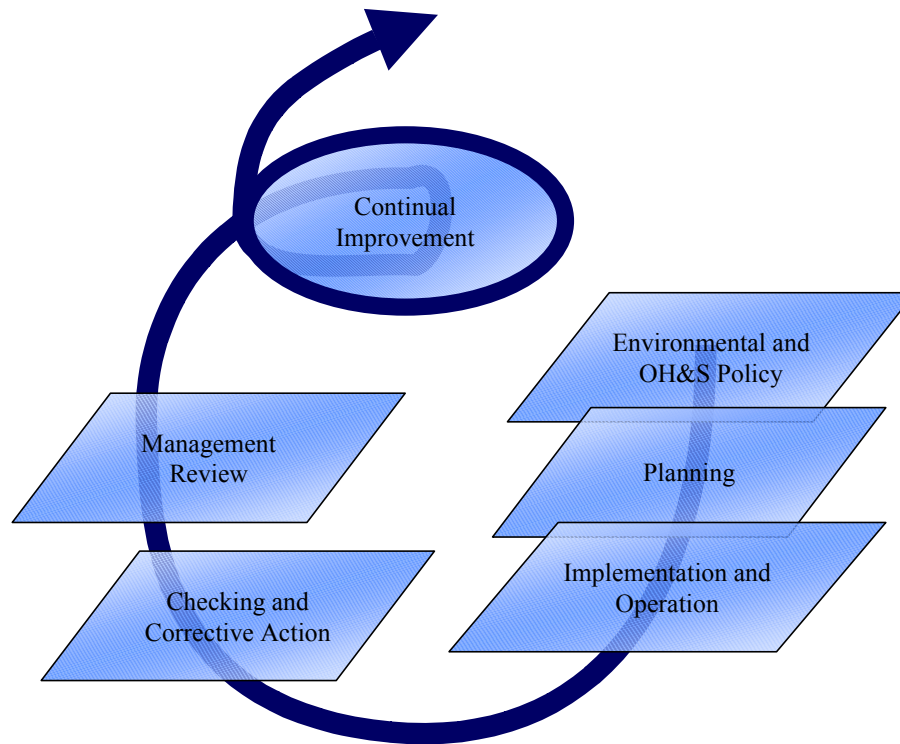 Continual
Improvement
Environmental and
OH&S Policy
Management
Review
Planning
Checking and
Corrective Action
Implementation and
Operation